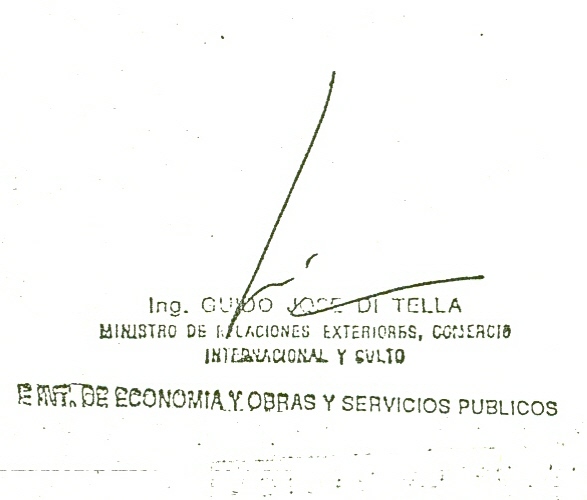 Ing. GUIDO JOSE DI TELLA
MINISTRO DE RELACIONES EXTERIORES, COMERCIO
INTERNACIONAL Y CULTO
E INT. DE ECONOMIA Y OBRAS Y SERVICIOS PUBLICOS